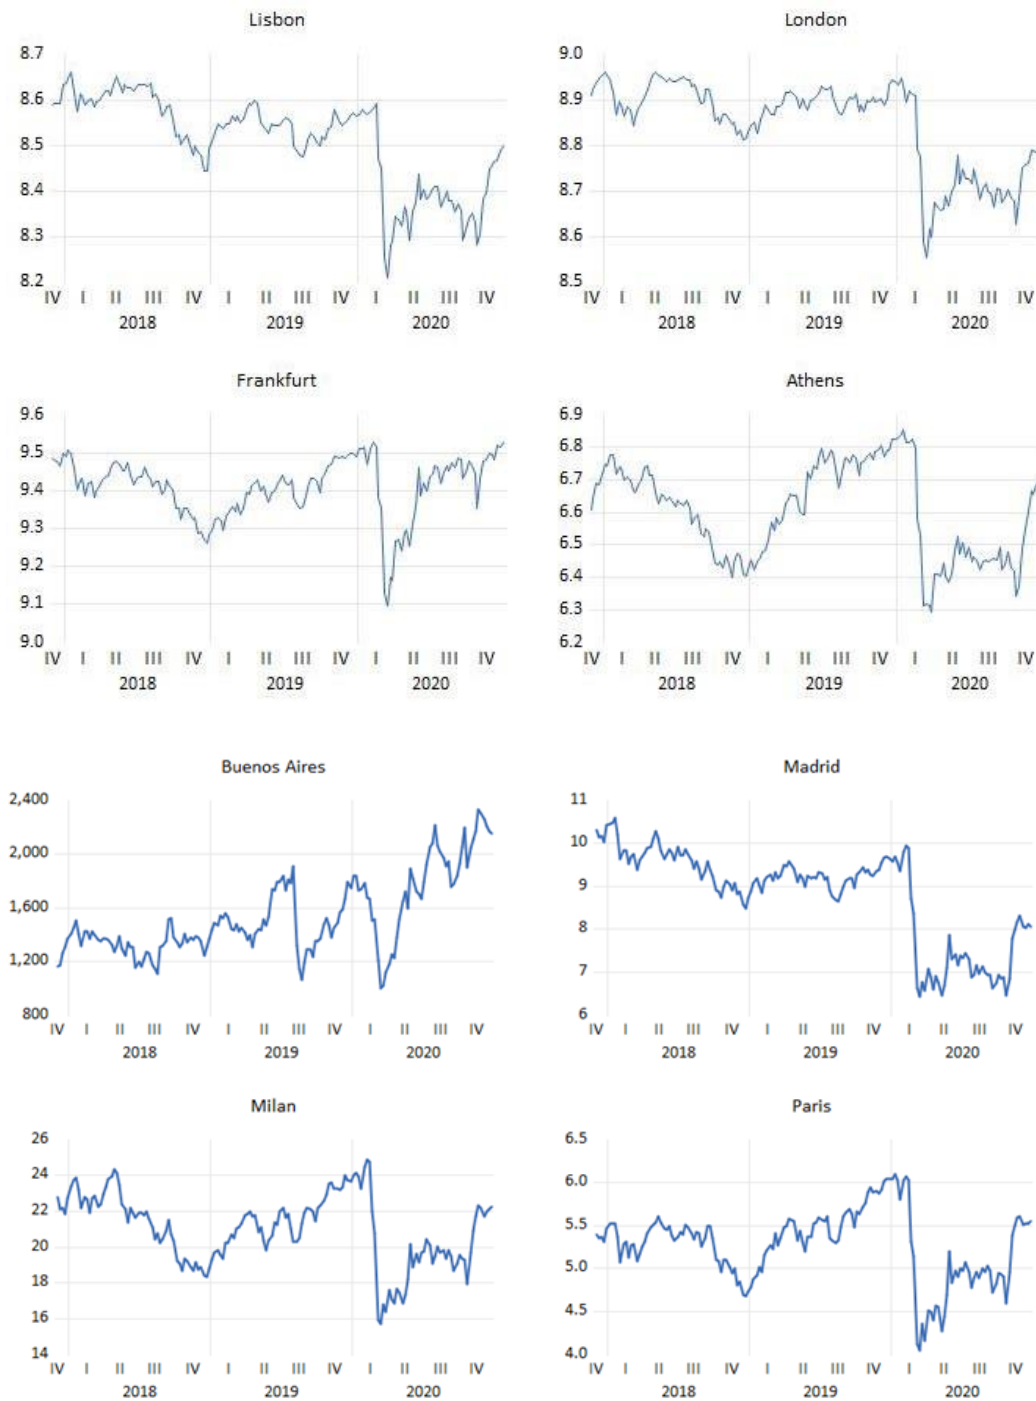 Lisbon
8.7
8.6
8.5
8.4
8.3
8.2
IV I II III IV I II III IV I II III IV
2018 2019 2020
London
9.0
8.9
8.8
8.7
8.6
8.5
IV I II III IV I II III IV I II III IV
2018 2019 2020
Frankfurt
9.6
9.5
9.4
9.3
9.2
9.1
9.0
IV I II III IV I II III IV I II III IV
2018 2019 2020
Athens
6.9
6.8
6.7
6.6
6.5
6.4
6.3
6.2
IV I II III IV I II III IV I II III IV
2018 2019 2020
Buenos Aires
2,400
2,000
1,600
1,200
800
IV I II III IV I II III IV I II III IV
2018 2019 2020
Madrid
11
10
9
8
7
6
IV I II III IV I II III IV I II III IV
2018 2019 2020
Milan
26
24
22
20
18
16
14
IV I II III IV I II III IV I II III IV
2018 2019 2020
Paris
6.5
6.0
5.5
5.0
4.5
4.0
IV I II III IV I II III IV I II III IV
2018 2019 2020